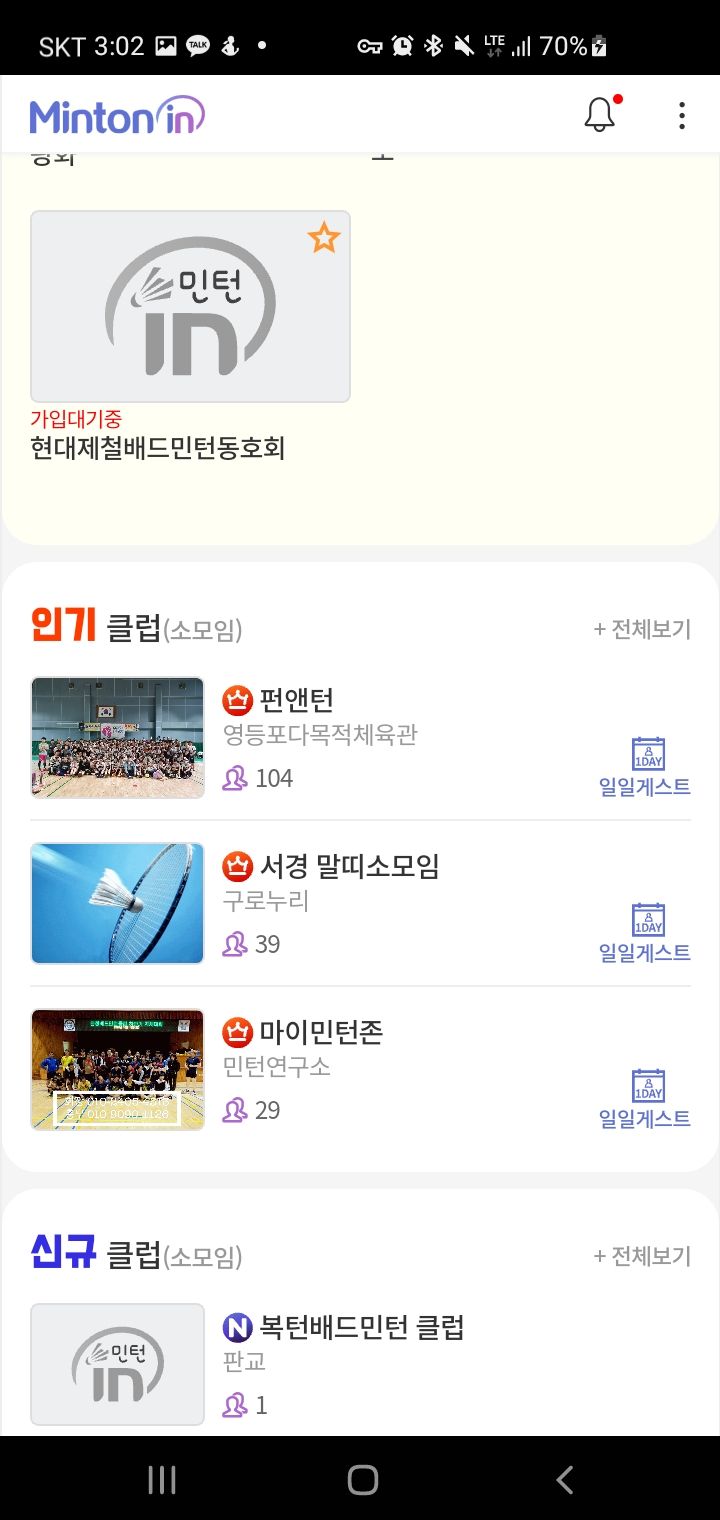 SKT 3:02
TALK
LTE
70%
Minton in
민턴
in
가입대기중
현대제철배드민턴동호회
인기 클럽(소모임)
+ 전체보기
펀앤턴
영등포다목적체육관
104
1DAY
일일게스트
서경 말띠소모임
구로누리
39
1DAY
일일게스트
마이민턴존
민턴연구소
29
1DAY
일일게스트
신규 클럽(소모임)
+ 전체보기
민턴
in
N 복턴배드민턴 클럽
판교
1